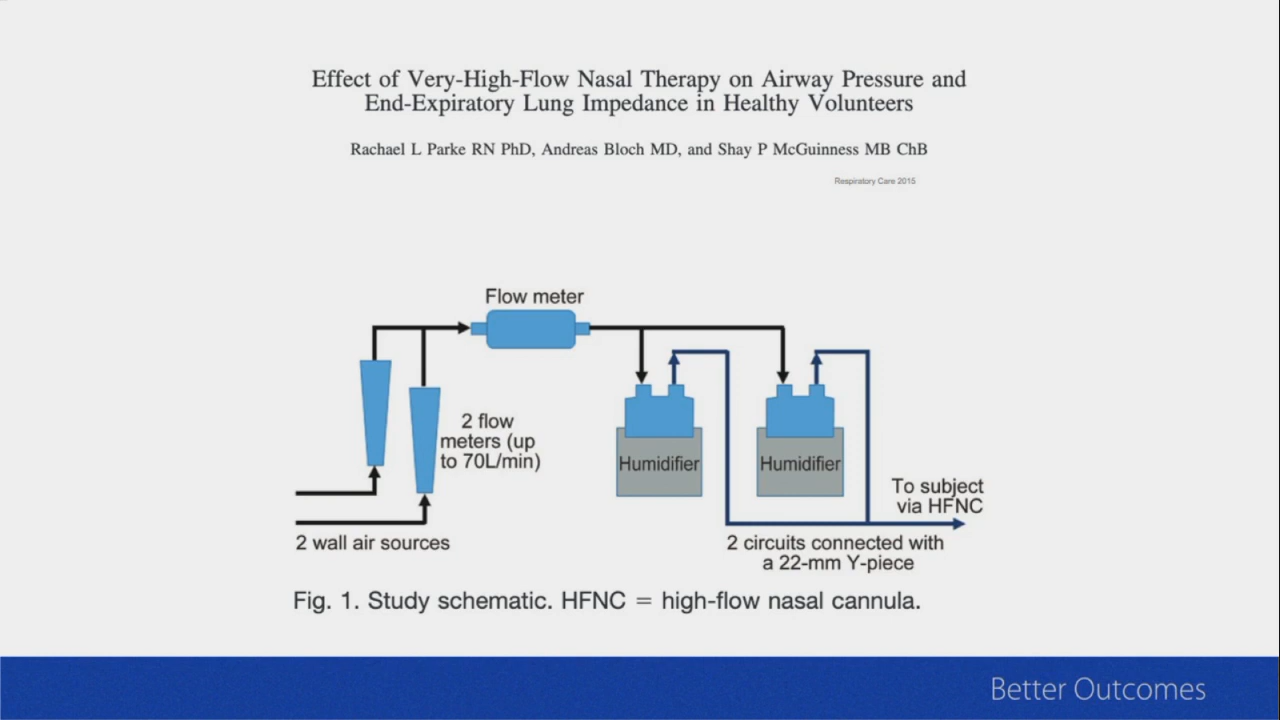 Effect of Very-High-Flow Nasal Therapy on Airway Pressure and
End-Expiratory Lung Impedance in Healthy Volunteers
Rachael L Parke RN PhD, Andreas Bloch MD, and Shay P McGuinness MB ChB
Respiratory Care 2015
Flow meter
2 flow
meters (up
to 70L/min)
Humidifier
Humidifier
To subject
via HFNC
2 wall air sources
2 circuits connected with
a 22-mm Y-piece
Fig. 1. Study schematic. HFNC = high-flow nasal cannula.
Better Outcomes